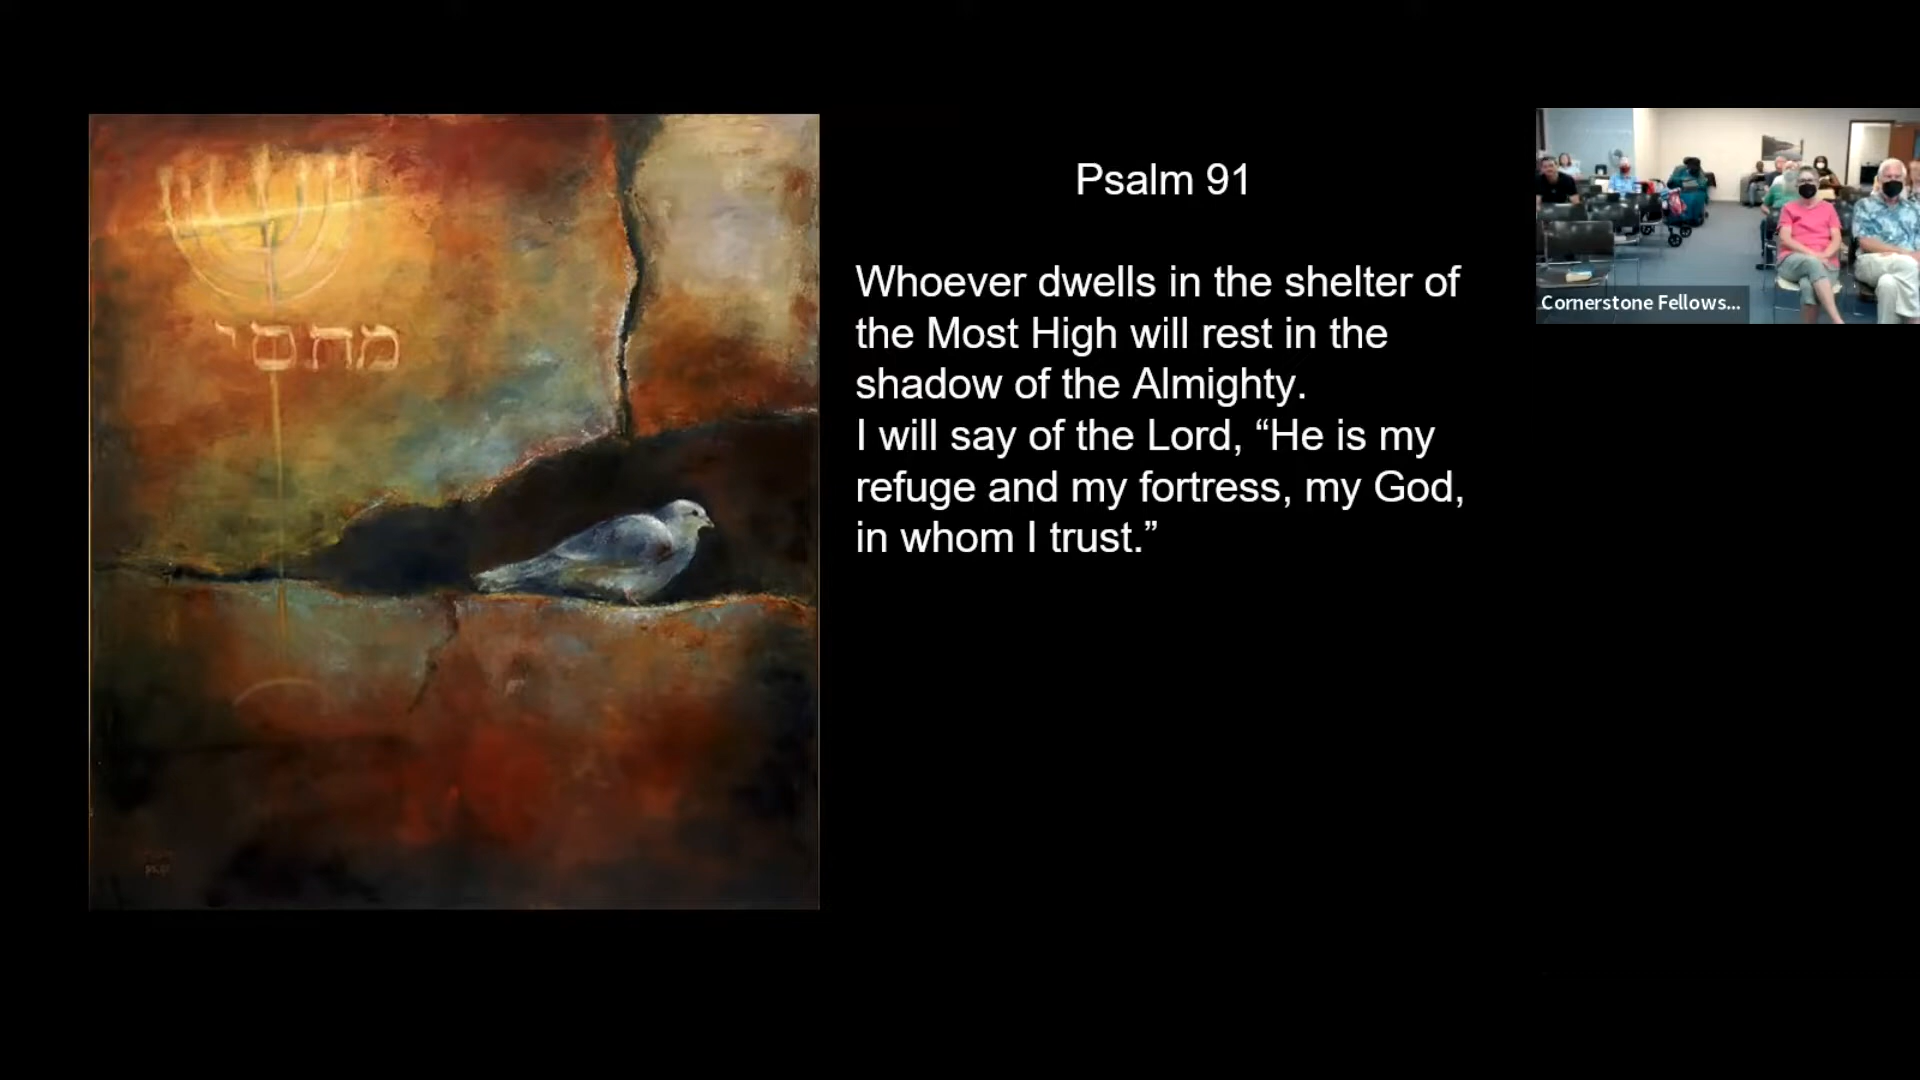 מחסי
Psalm 91
Whoever dwells in the shelter of
the Most High will rest in the
shadow of the Almighty.
I will say of the Lord, “He is my
refuge and my fortress, my God,
in whom I trust.”
Cornerstone Fellows...